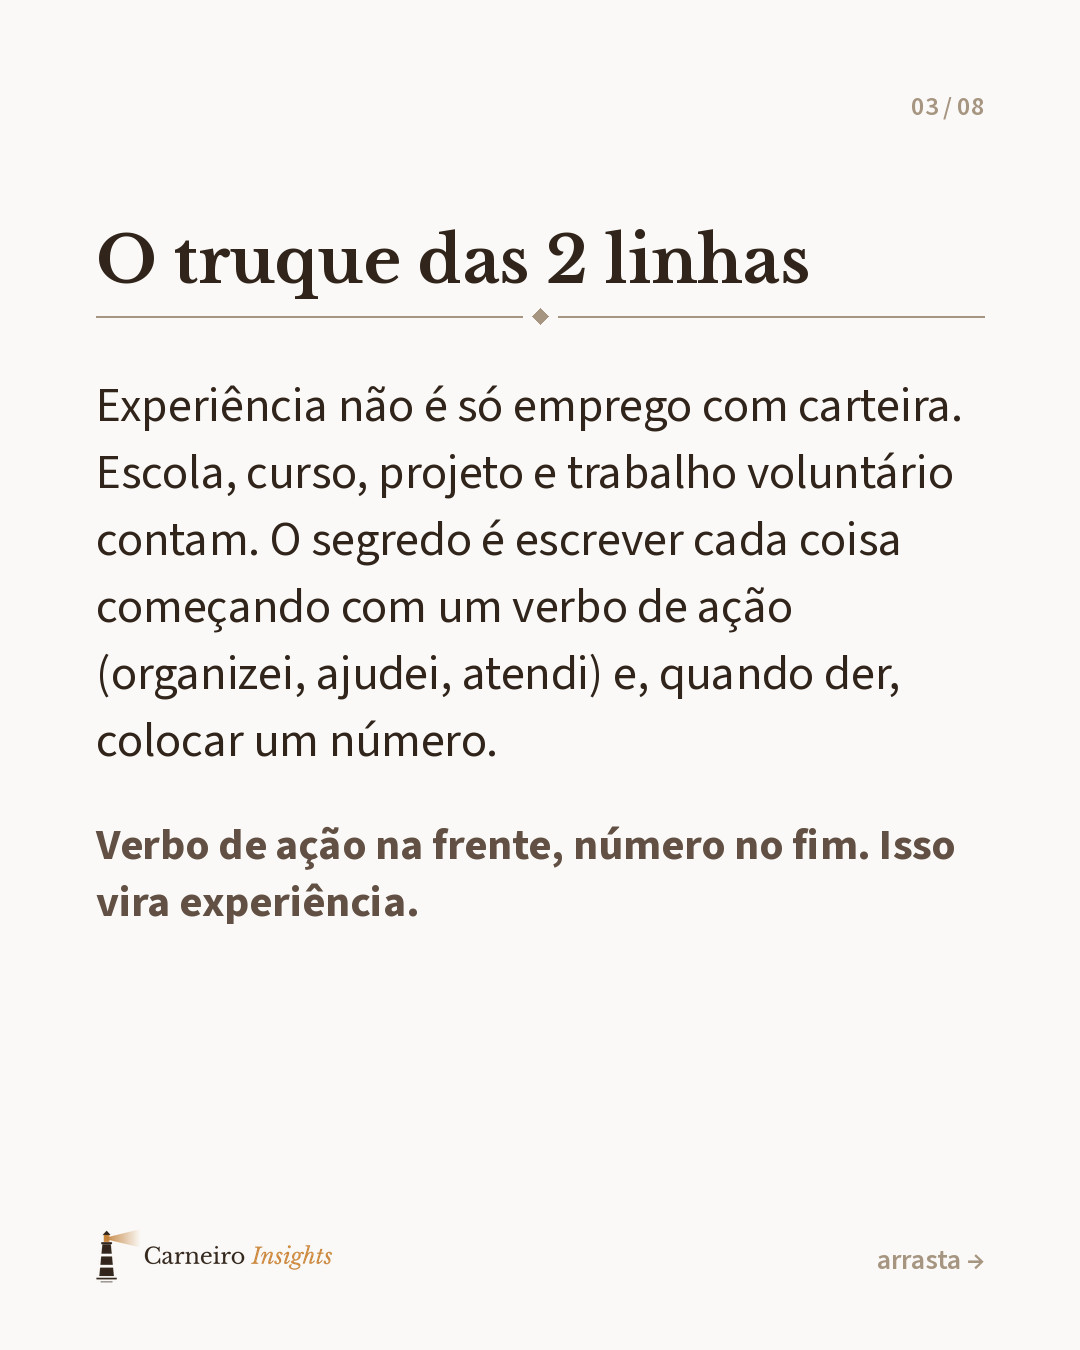 03 / 08
O truque das 2 linhas
Experiência não é só emprego com carteira.
Escola, curso, projeto e trabalho voluntário
contam. O segredo é escrever cada coisa
começando com um verbo de ação
(organizei, ajudei, atendi) e, quando der,
colocar um número.
Verbo de ação na frente, número no fim. Isso
vira experiência.
Carneiro Insights
arrasta →